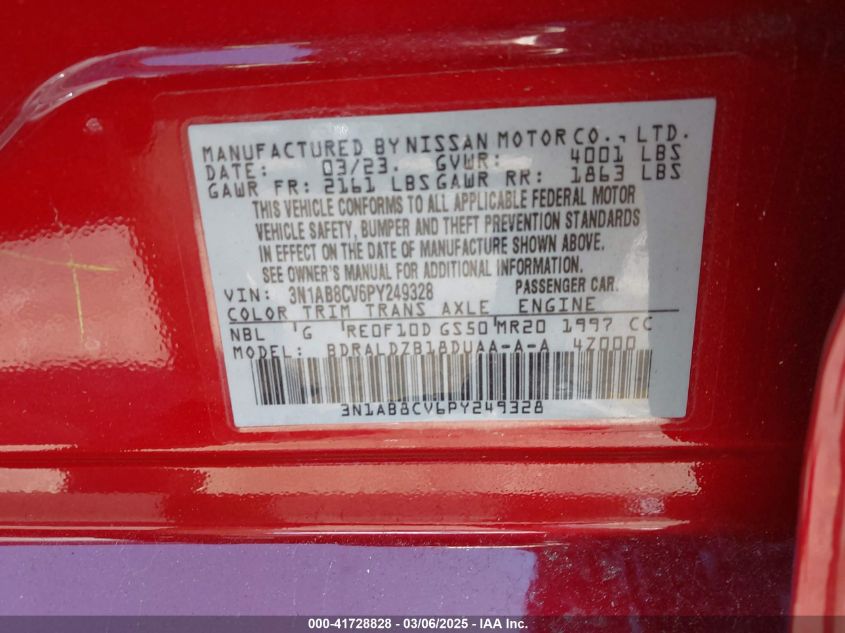 MANUFACTURED BY NISSAN MOTOR CO., LTD.
DATE: 03/23. GVWR: 4001 LBS
GAWR FR: 2161 LBS GAWR RR: 1863 LBS
THIS VEHICLE CONFORMS TO ALL APPLICABLE FEDERAL MOTOR
VEHICLE SAFETY, BUMPER AND THEFT PREVENTION STANDARDS
IN EFFECT ON THE DATE OF MANUFACTURE SHOWN ABOVE.
SEE OWNER'S MANUAL FOR ADDITIONAL INFORMATION.
VIN: 3N1AB8CV6PY249328 PASSENGER CAR.
COLOR TRIM TRANS AXLE ENGINE
NBL 'G RE0F10D GS50 MR20 1997 CC
MODEL: BDRALDZB18DUAA-A-A 4Z000
3N1AB8CV6PY249328
000-41728828 - 03/06/2025 - IAA Inc.